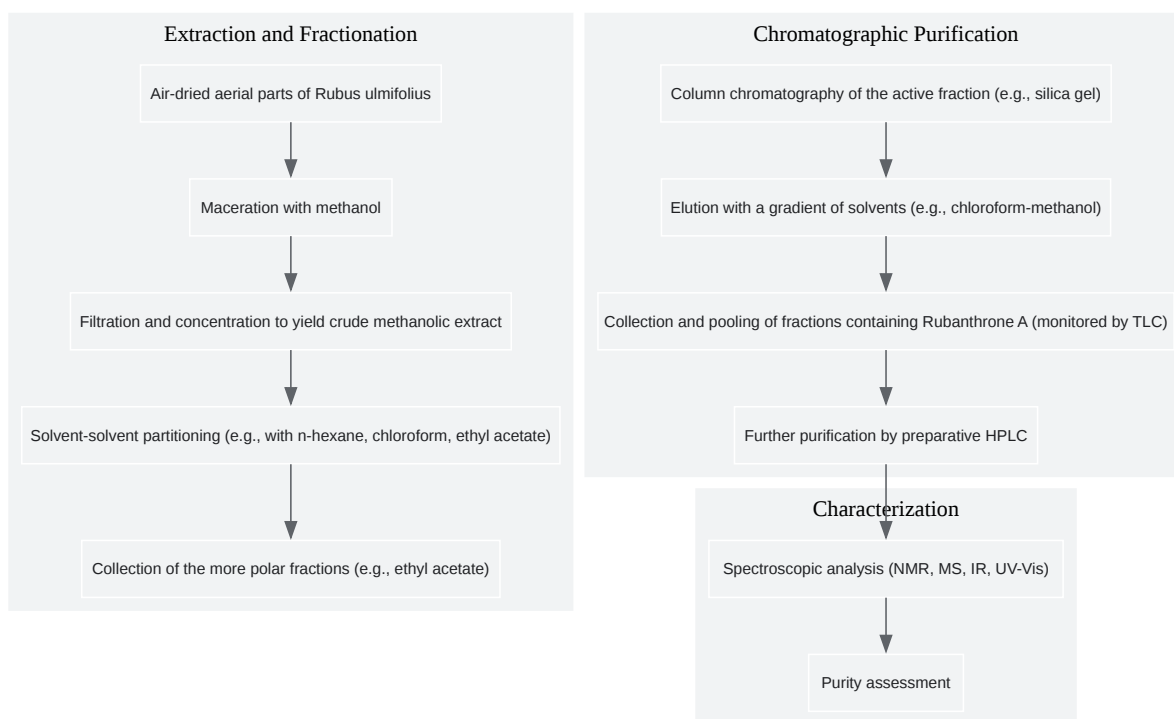 Extraction and Fractionation
Air-dried aerial parts of Rubus ulmifolius
Maceration with methanol
Filtration and concentration to yield crude methanolic extract
Solvent-solvent partitioning (e.g., with n-hexane, chloroform, ethyl acetate)
Collection of the more polar fractions (e.g., ethyl acetate)
Chromatographic Purification
Column chromatography of the active fraction (e.g., silica gel)
Elution with a gradient of solvents (e.g., chloroform-methanol)
Collection and pooling of fractions containing Rubanthrone A (monitored by TLC)
Further purification by preparative HPLC
Characterization
Spectroscopic analysis (NMR, MS, IR, UV-Vis)
Purity assessment